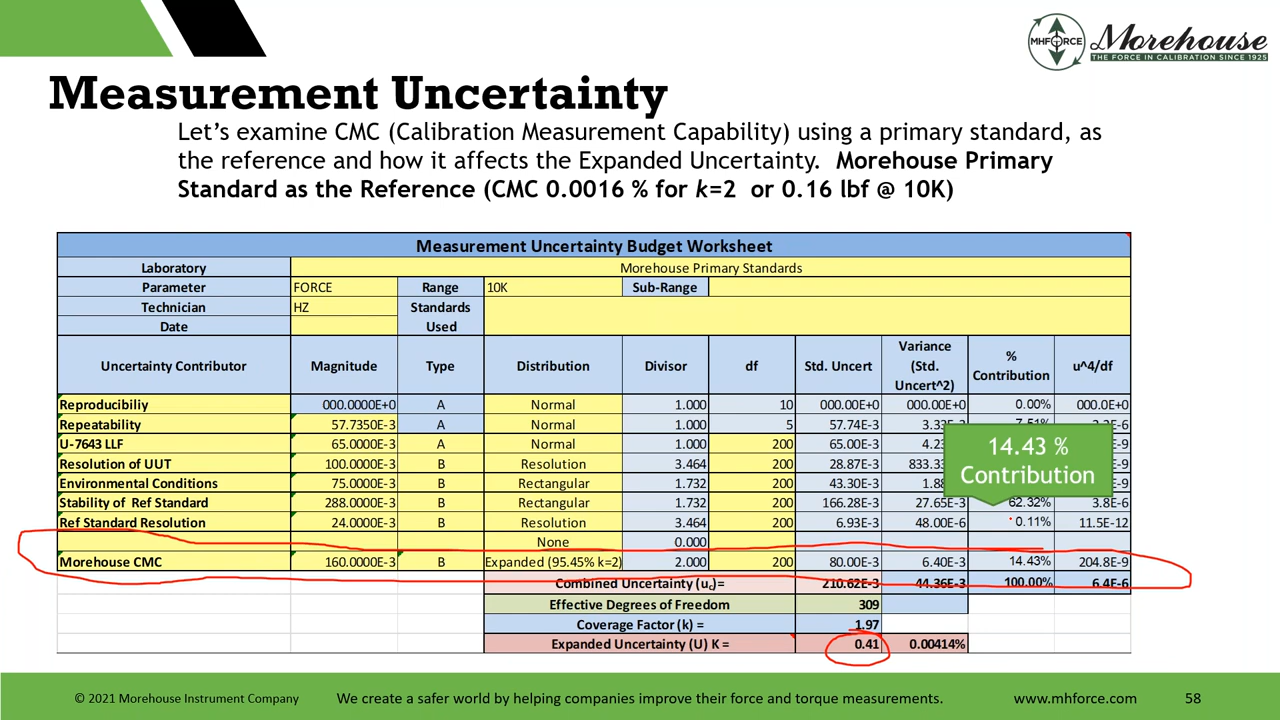 MHFORCE Morehouse
THE FORCE IN CALIBRATION SINCE 1925
Measurement Uncertainty
Let's examine CMC (Calibration Measurement Capability) using a primary standard, as
the reference and how it affects the Expanded Uncertainty. Morehouse Primary
Standard as the Reference (CMC 0.0016 % for k=2 or 0.16 lbf @ 10K)
Measurement Uncertainty Budget Worksheet
Laboratory Morehouse Primary Standards
Parameter FORCE Range 10K Sub-Range
Technician HZ Standards
Date Used
Uncertainty Contributor Magnitude Type Distribution Divisor df Std. Uncert Variance (Std. Uncert^2) % Contribution u^4/df
Reproducibiliy 000.0000E+0 A Normal 1.000 10 000.00E+0 000.00E+0 0.00% 000.0E+0
Repeatability 57.7350E-3 A Normal 1.000 5 57.74E-3
U-7643 LLF 65.0000E-3 A Normal 1.000 200 65.00E-3
Resolution of UUT 100.0000E-3 B Resolution 3.464 200 28.87E-3
Environmental Conditions 75.0000E-3 B Rectangular 1.732 200 43.30E-3
Stability of Ref Standard 288.0000E-3 B Rectangular 1.732 200 166.28E-3 27.65E-3 62.32% 3.8E-6
Ref Standard Resolution 24.0000E-3 B Resolution 3.464 200 6.93E-3 48.00E-6 0.11% 11.5E-12
None 0.000
Morehouse CMC 160.0000E-3 B Expanded (95.45% k=2) 2.000 200 80.00E-3 6.40E-3 14.43% 204.8E-9
Combined Uncertainty (uc)= 210.62E-3 44.36E-3 100.00% 6.4E-6
Effective Degrees of Freedom 309
Coverage Factor (k) = 1.97
Expanded Uncertainty (U) K = 0.41 0.00414%
14.43 %
Contribution
© 2021 Morehouse Instrument Company We create a safer world by helping companies improve their force and torque measurements. www.mhforce.com 58